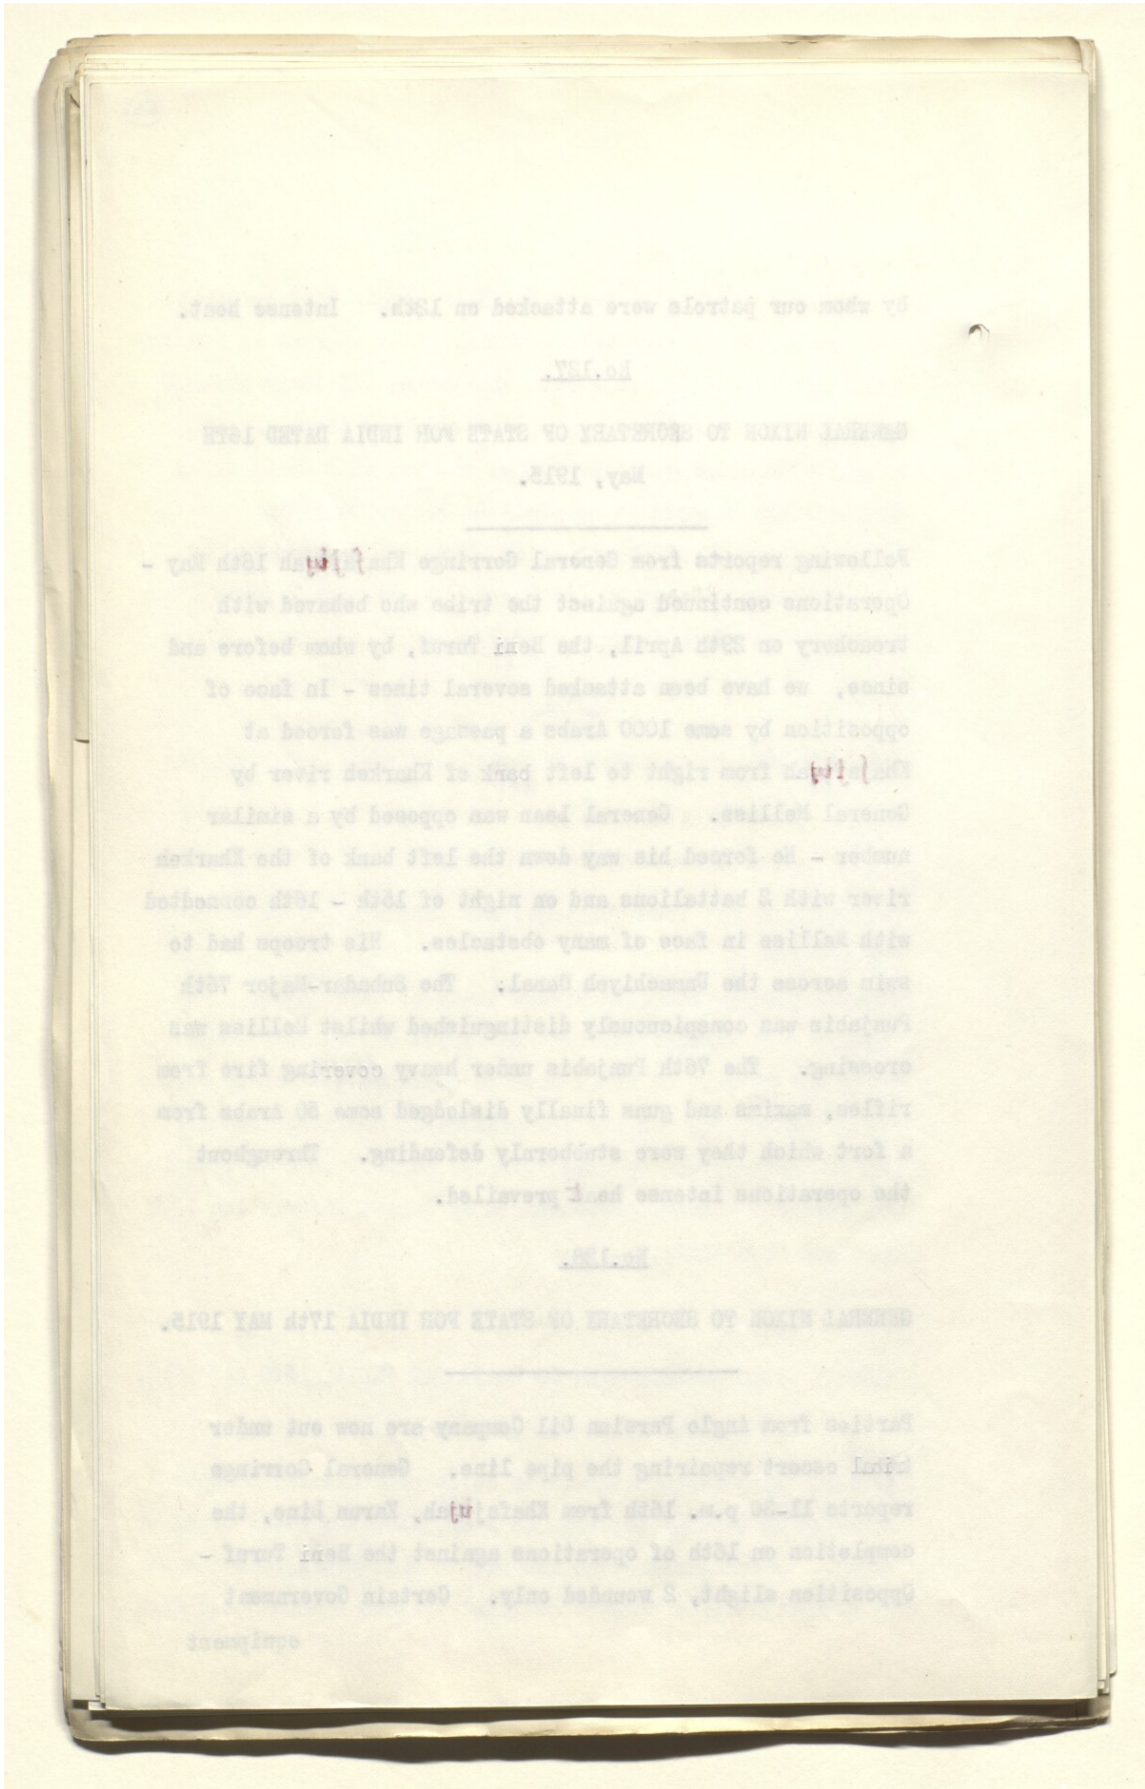 by whom our patrols were attacked on 13th. Intense heat.
No.137.
GENERAL NIXON TO SECRETARY OF STATE FOR INDIA DATED 16TH
May, 1915.
Following reports from General Gorringe 16th May -
Operations continued against the tribe who behaved with
treachery on 29th April, the Beni Turuf, by whom before and
since, we have been attacked several times - In face of
opposition by some 1000 Arabs a passage was forced at
from right to left bank of Kharkeh river by
General Melliss. General Lean was opposed by a similar
number - He forced his way down the left bank of the Kharkeh
river with 2 battalions and on night of 15th - 16th connected
with Melliss in face of many obstacles. His troops had to
swim across the Canal. The Subadar-Major 76th
Punjabis was conspicuously distinguished whilst Melliss was
crossing. The 76th Punjabis under heavy covering fire from
rifles, maxims and guns finally dislodged some Arabs from
a fort which they were stubbornly defending. Throughout
the operations intense heat prevailed.
No.138.
GENERAL NIXON TO SECRETARY OF STATE FOR INDIA 17th MAY 1915.
Parties from Anglo Persian Oil Company are now out under
tribal escort repairing the pipe line. General Gorringe
reports 11-30 p.m. 16th from Khafajiyah, Karun Line, the
completion on 16th of operations against the Beni Turuf -
Opposition slight, 2 wounded only. Certain Government
equipment